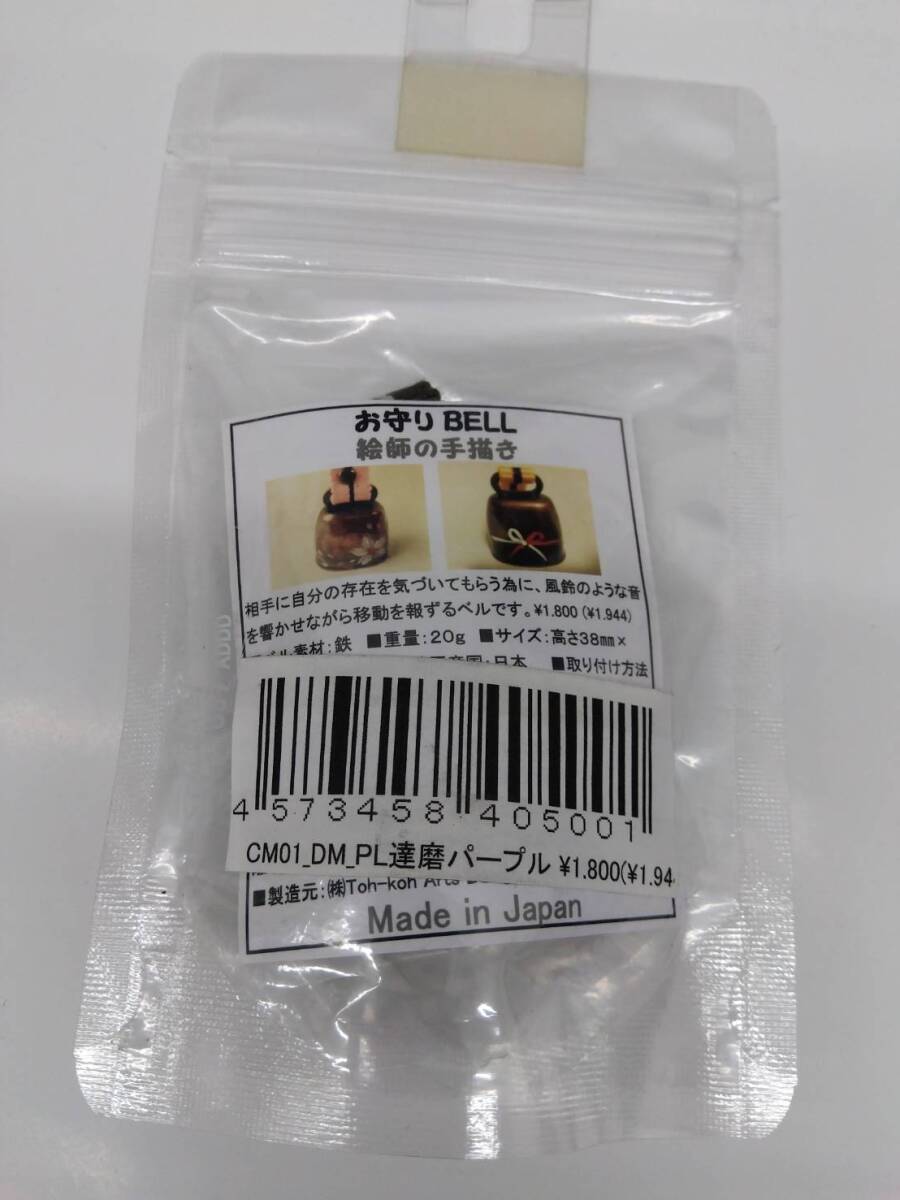 お守り BELL
絵師の手描き
相手に自分の存在を気づいてもらう為に、風鈴のような音
を響かせながら移動を報ずるベルです。¥1.800 (¥1.944)
素材:鉄 ■重量:20g ■サイズ:高さ38㎜×
日本 ■取り付け方法
4 573458 405001
CM01_DM_PL達磨パープル ¥1.800(¥1.94
■製造元:㈱Toh-koh Arts
Made in Japan